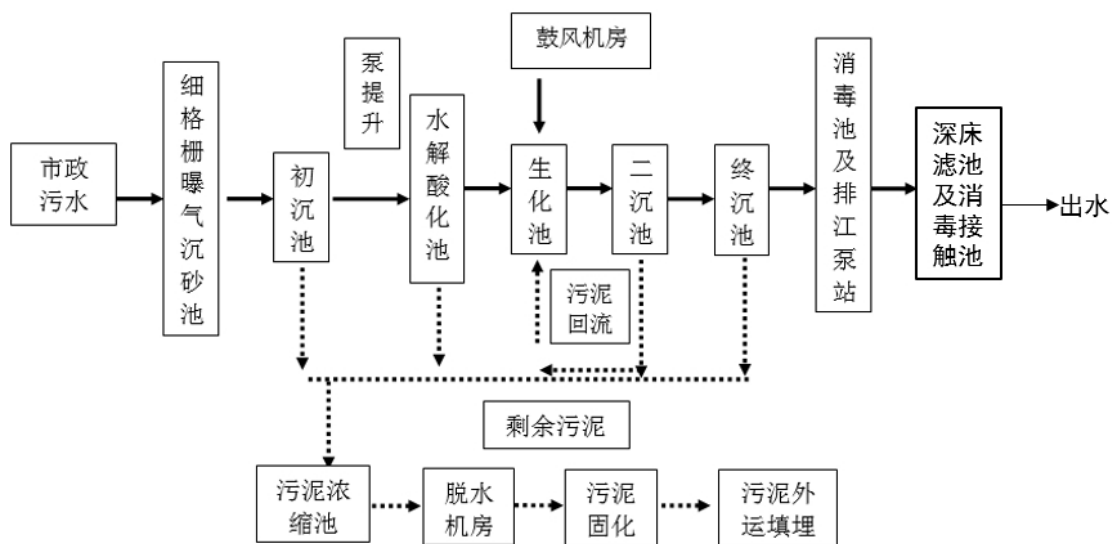 鼓风机房
泵提升
市政
污水
细格栅曝气沉砂池
初沉池
水解酸化池
生化池
二沉池
终沉池
消毒池及排江泵站
深床
滤池
及消
毒接
触池
出水
污泥
回流
剩余污泥
污泥浓
缩池
脱水
机房
污泥
固化
污泥外
运填埋